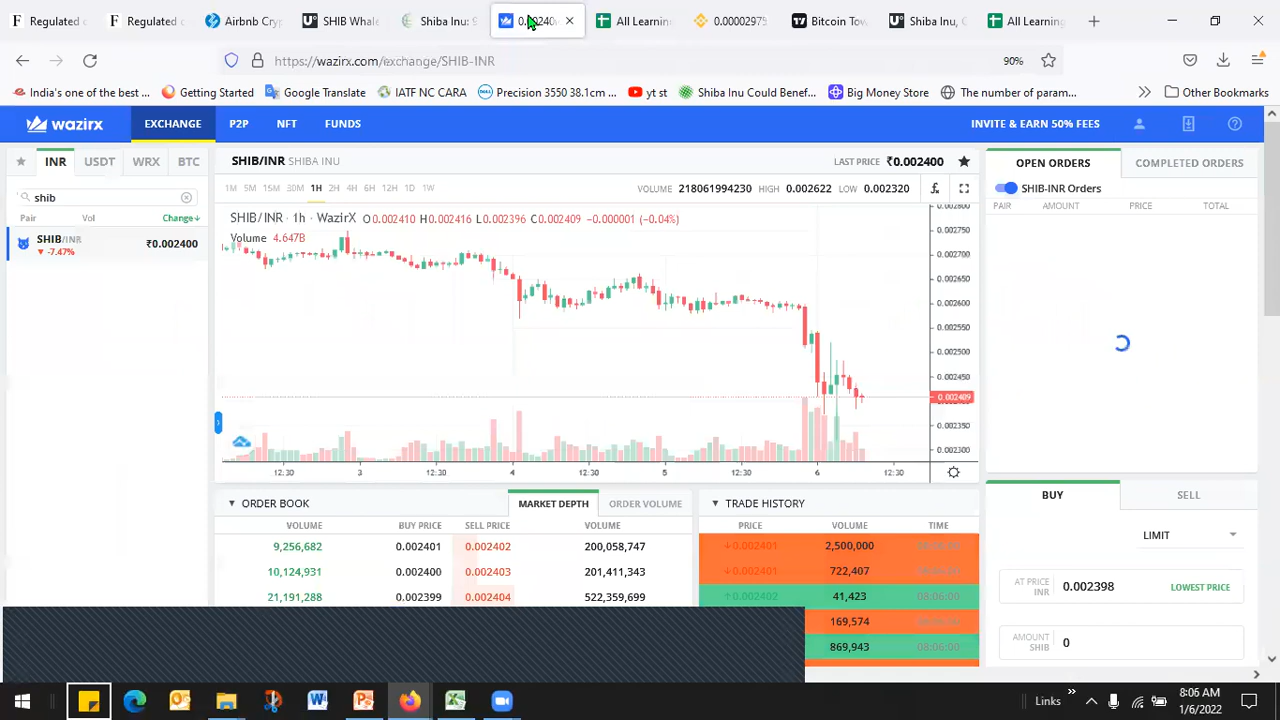 Regulated c
Regulated c
Airbnb Cryp
SHIB Whale
Shiba Inu: 9
All Learning
0.00002975
Bitcoin Tow
Shiba Inu, G
All Learning
https://wazirx.com/exchange/SHIB-INR
90%
India's one of the best ...
Getting Started
Google Translate
IATF NC CARA
Precision 3550 38.1cm ...
yt st
Shiba Inu Could Benef...
Big Money Store
The number of param...
Other Bookmarks
wazirx
EXCHANGE
P2P
NFT
FUNDS
INVITE & EARN 50% FEES
INR
USDT
WRX
BTC
SHIB/INR SHIBA INU
LAST PRICE ₹0.002400
OPEN ORDERS
COMPLETED ORDERS
shib
1M 5M 15M 30M 1H 2H 4H 6H 12H 1D 1W
VOLUME 218061994230 HIGH 0.002622 LOW 0.002320
SHIB-INR Orders
Pair
Vol
Change
PAIR
AMOUNT
PRICE
TOTAL
SHIB/INR
₹0.002400
▼ -7.47%
SHIB/INR · 1h · WazirX O0.002410 H0.002416 L0.002396 C0.002409 −0.000001 (−0.04%)
Volume 4.647B
0.002800
0.002750
0.002700
0.002650
0.002600
0.002550
0.002500
0.002450
0.002409
0.002350
0.002300
12:30
3
12:30
4
12:30
5
12:30
6
12:30
ORDER BOOK
MARKET DEPTH
ORDER VOLUME
TRADE HISTORY
VOLUME
BUY PRICE
SELL PRICE
VOLUME
PRICE
VOLUME
TIME
9,256,682
0.002401
0.002402
200,058,747
0.002401
2,500,000
10,124,931
0.002400
0.002403
201,411,343
0.002401
722,407
21,191,288
0.002399
0.002404
522,359,699
0.002402
41,423
08:06:00
169,574
869,943
08:06:00
BUY
SELL
LIMIT
AT PRICE
INR
0.002398
LOWEST PRICE
AMOUNT
SHIB
0
Links
8:06 AM
1/6/2022